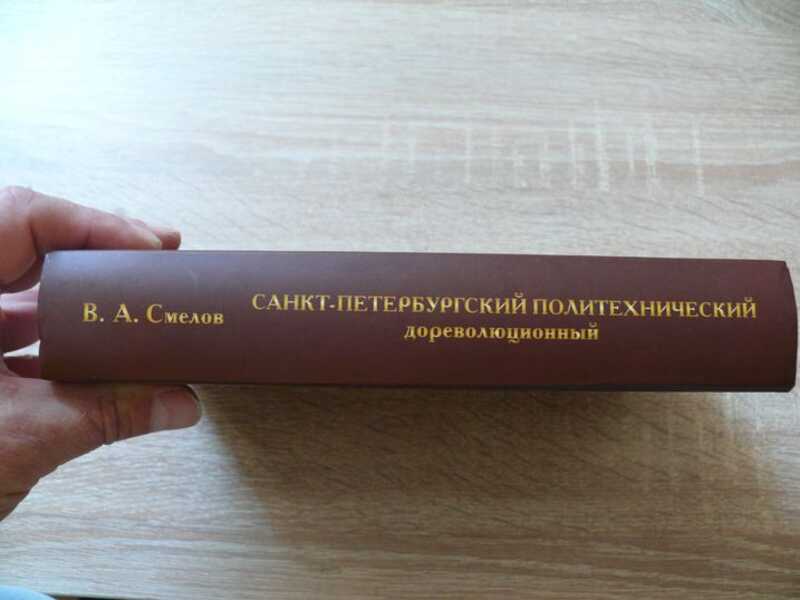 В. А. Смелов
САНКТ-ПЕТЕРБУРГСКИЙ ПОЛИТЕХНИЧЕСКИЙ
дореволюционный